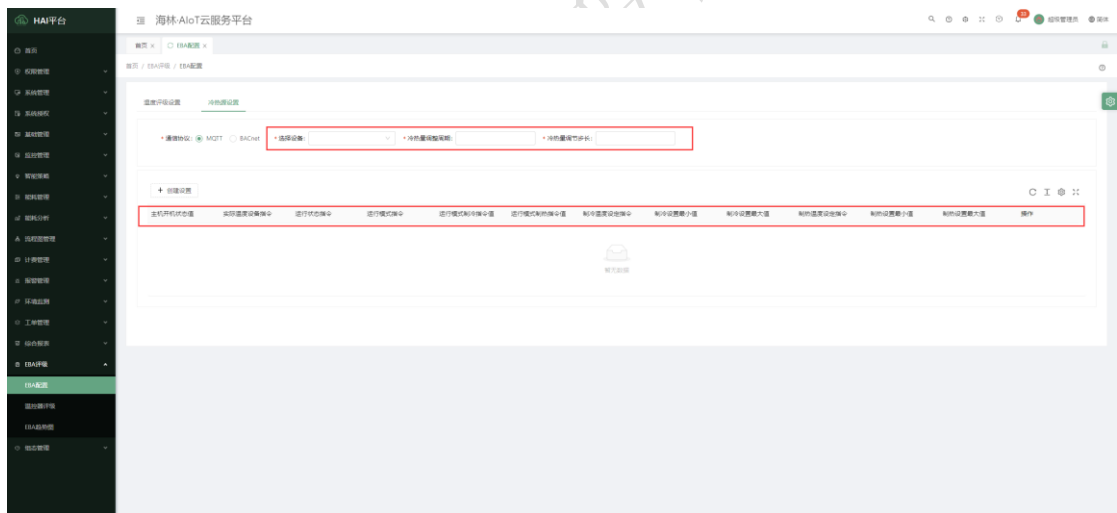 HAI平台
海林·AIoT云服务平台
超级管理员
简体
首页
EBA配置
首页 / EBA评级 / EBA配置
首页
权限管理
系统管理
系统授权
基础管理
监控管理
智能策略
能耗管理
能耗分析
流程图管理
计费管理
报警管理
环境监测
工单管理
综合报表
EBA评级
EBA配置
温控器评级
EBA趋势图
组态管理
温度评级设置 冷热源设置
* 通信协议: MQTT BACnet * 选择设备: * 冷热量调整周期: * 冷热量调节步长:
+ 创建设置
主机开机状态值 实际温度设备指令 运行状态指令 运行模式指令 运行模式制冷指令值 运行模式制热指令值 制冷温度设定指令 制冷设置最小值 制冷设置最大值 制热温度设定指令 制热设置最小值 制热设置最大值 操作
暂无数据